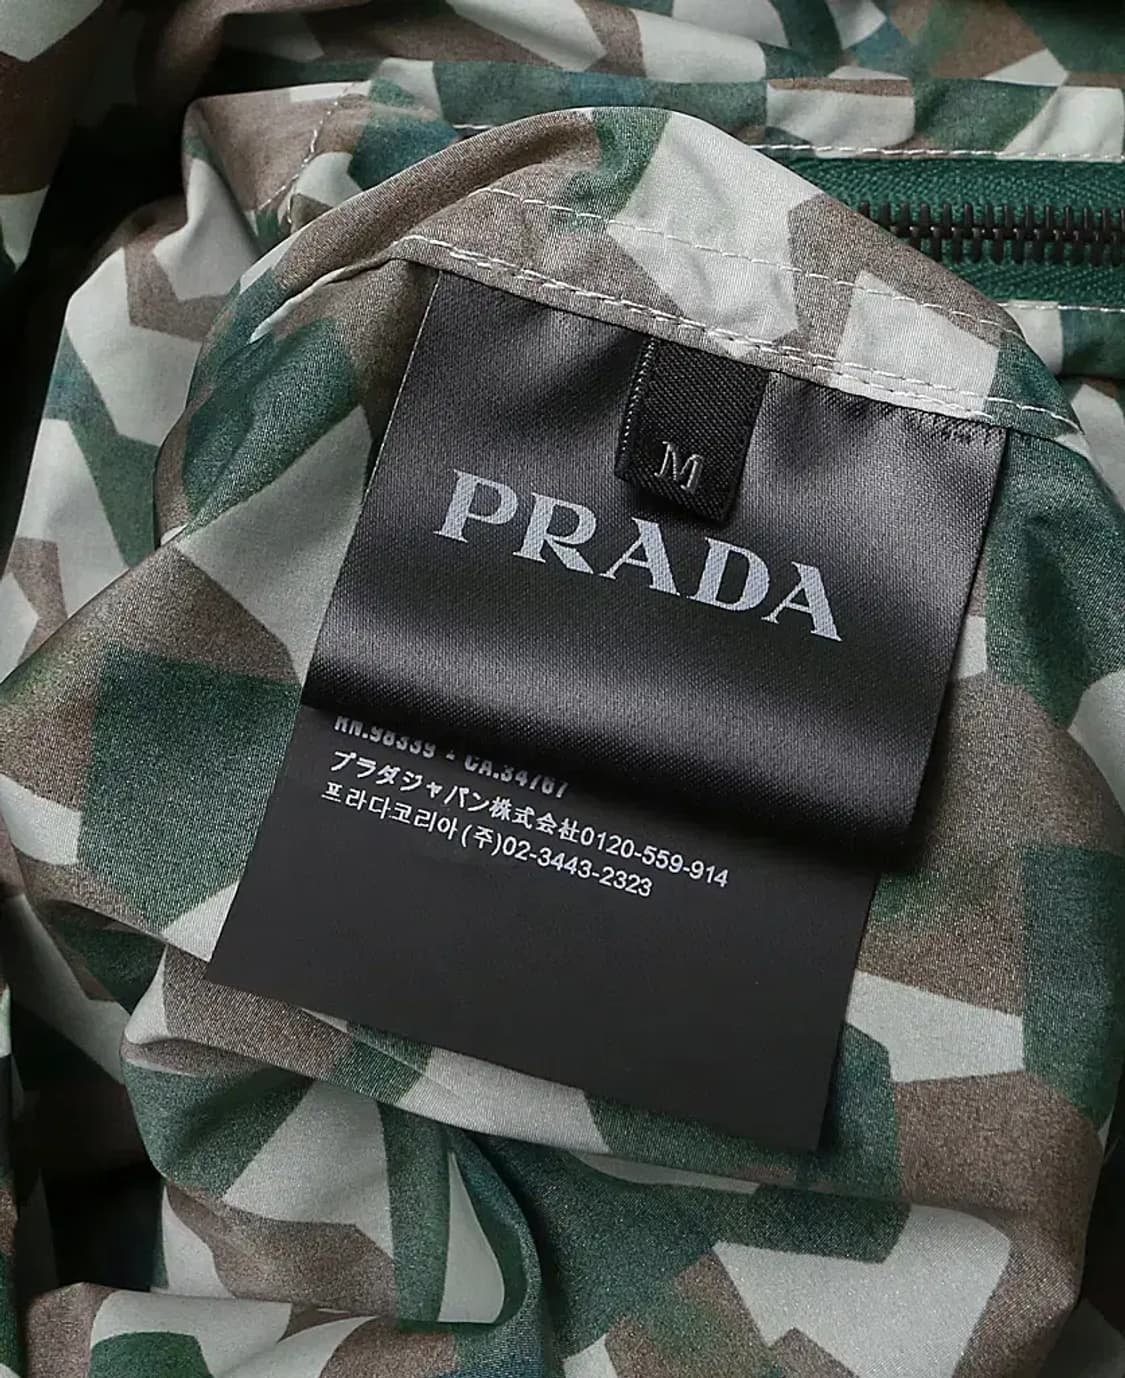 M
PRADA
RN.98339 - CA.34767
プラダジャパン株式会社0120-559-914
프라다코리아(주)02-3443-2323